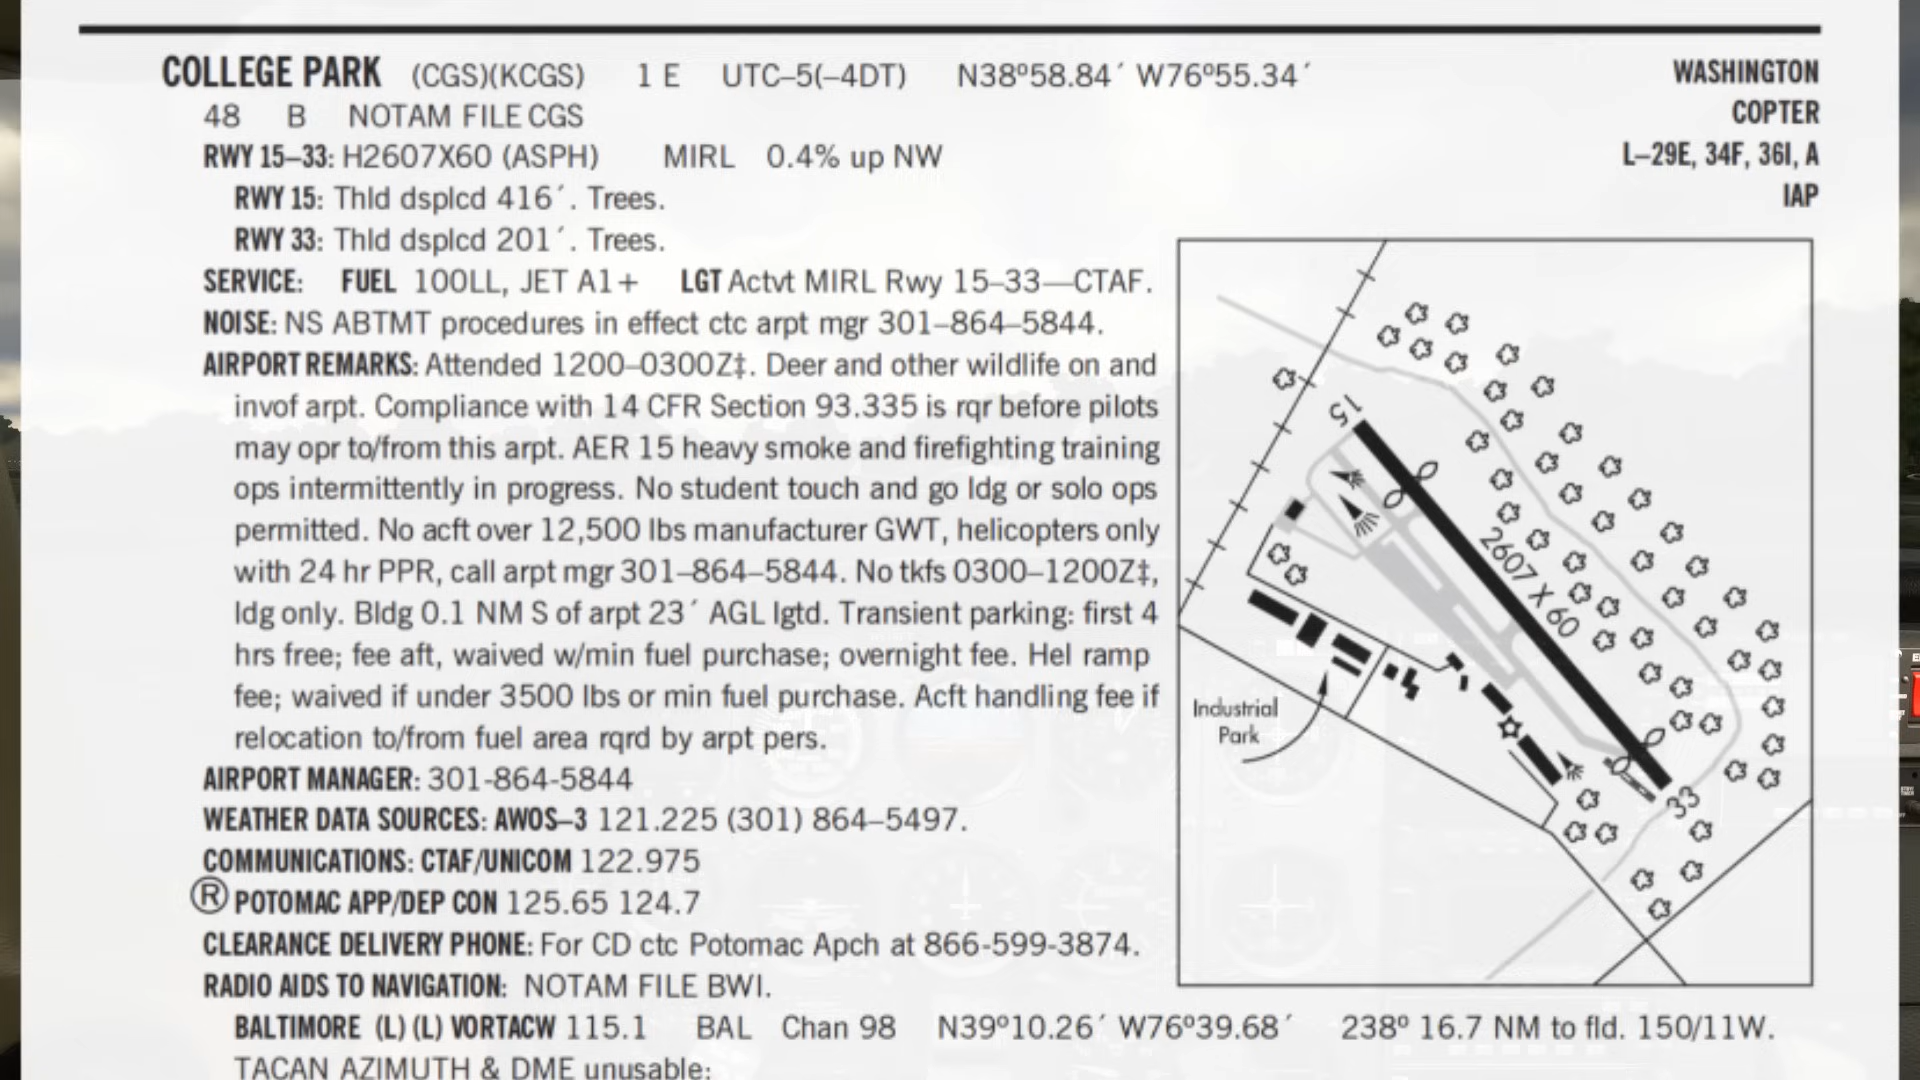 COLLEGE PARK (CGS)(KCGS) 1 E UTC–5(–4DT) N38º58.84´ W76º55.34´
WASHINGTON
48 B NOTAM FILE CGS
COPTER
RWY 15–33: H2607X60 (ASPH) MIRL 0.4% up NW
L–29E, 34F, 36I, A
RWY 15: Thld dsplcd 416´. Trees.
IAP
RWY 33: Thld dsplcd 201´. Trees.
SERVICE: FUEL 100LL, JET A1+ LGT Actvt MIRL Rwy 15–33—CTAF.
NOISE: NS ABTMT procedures in effect ctc arpt mgr 301–864–5844.
AIRPORT REMARKS: Attended 1200–0300Z‡. Deer and other wildlife on and
invof arpt. Compliance with 14 CFR Section 93.335 is rqr before pilots
may opr to/from this arpt. AER 15 heavy smoke and firefighting training
ops intermittently in progress. No student touch and go ldg or solo ops
permitted. No acft over 12,500 lbs manufacturer GWT, helicopters only
with 24 hr PPR, call arpt mgr 301–864–5844. No tkfs 0300–1200Z‡,
ldg only. Bldg 0.1 NM S of arpt 23´ AGL lgtd. Transient parking: first 4
hrs free; fee aft, waived w/min fuel purchase; overnight fee. Hel ramp
fee; waived if under 3500 lbs or min fuel purchase. Acft handling fee if
relocation to/from fuel area rqrd by arpt pers.
AIRPORT MANAGER: 301-864-5844
WEATHER DATA SOURCES: AWOS–3 121.225 (301) 864–5497.
COMMUNICATIONS: CTAF/UNICOM 122.975
Ⓡ POTOMAC APP/DEP CON 125.65 124.7
CLEARANCE DELIVERY PHONE: For CD ctc Potomac Apch at 866-599-3874.
RADIO AIDS TO NAVIGATION: NOTAM FILE BWI.
BALTIMORE (L) (L) VORTACW 115.1 BAL Chan 98 N39º10.26´ W76º39.68´ 238º 16.7 NM to fld. 150/11W.
TACAN AZIMUTH & DME unusable:
15
2607 X 60
33
Industrial
Park